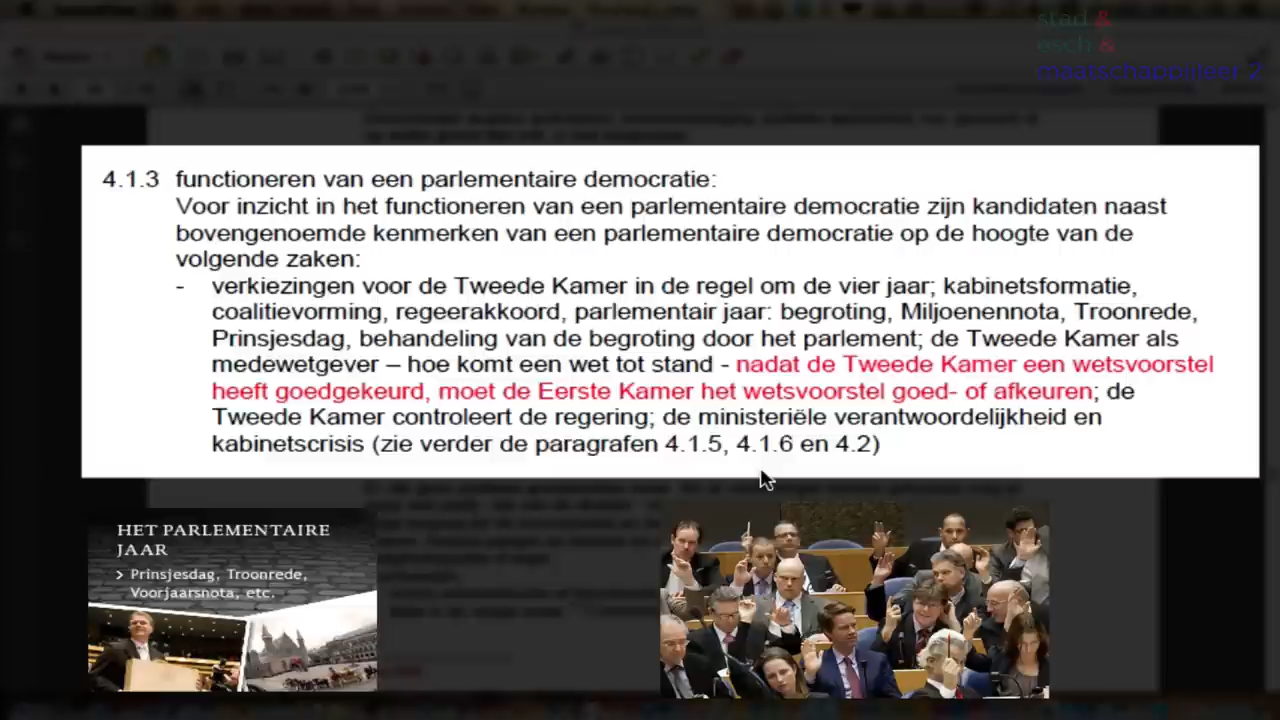 stad &
esch &
maatschappijleer 2
4.1.3 functioneren van een parlementaire democratie:
Voor inzicht in het functioneren van een parlementaire democratie zijn kandidaten naast
bovengenoemde kenmerken van een parlementaire democratie op de hoogte van de
volgende zaken:
- verkiezingen voor de Tweede Kamer in de regel om de vier jaar; kabinetsformatie,
coalitievorming, regeerakkoord, parlementair jaar: begroting, Miljoenennota, Troonrede,
Prinsjesdag, behandeling van de begroting door het parlement; de Tweede Kamer als
medewetgever – hoe komt een wet tot stand - nadat de Tweede Kamer een wetsvoorstel
heeft goedgekeurd, moet de Eerste Kamer het wetsvoorstel goed- of afkeuren; de
Tweede Kamer controleert de regering; de ministeriële verantwoordelijkheid en
kabinetscrisis (zie verder de paragrafen 4.1.5, 4.1.6 en 4.2)
HET PARLEMENTAIRE
JAAR
> Prinsjesdag, Troonrede,
Voorjaarsnota, etc.